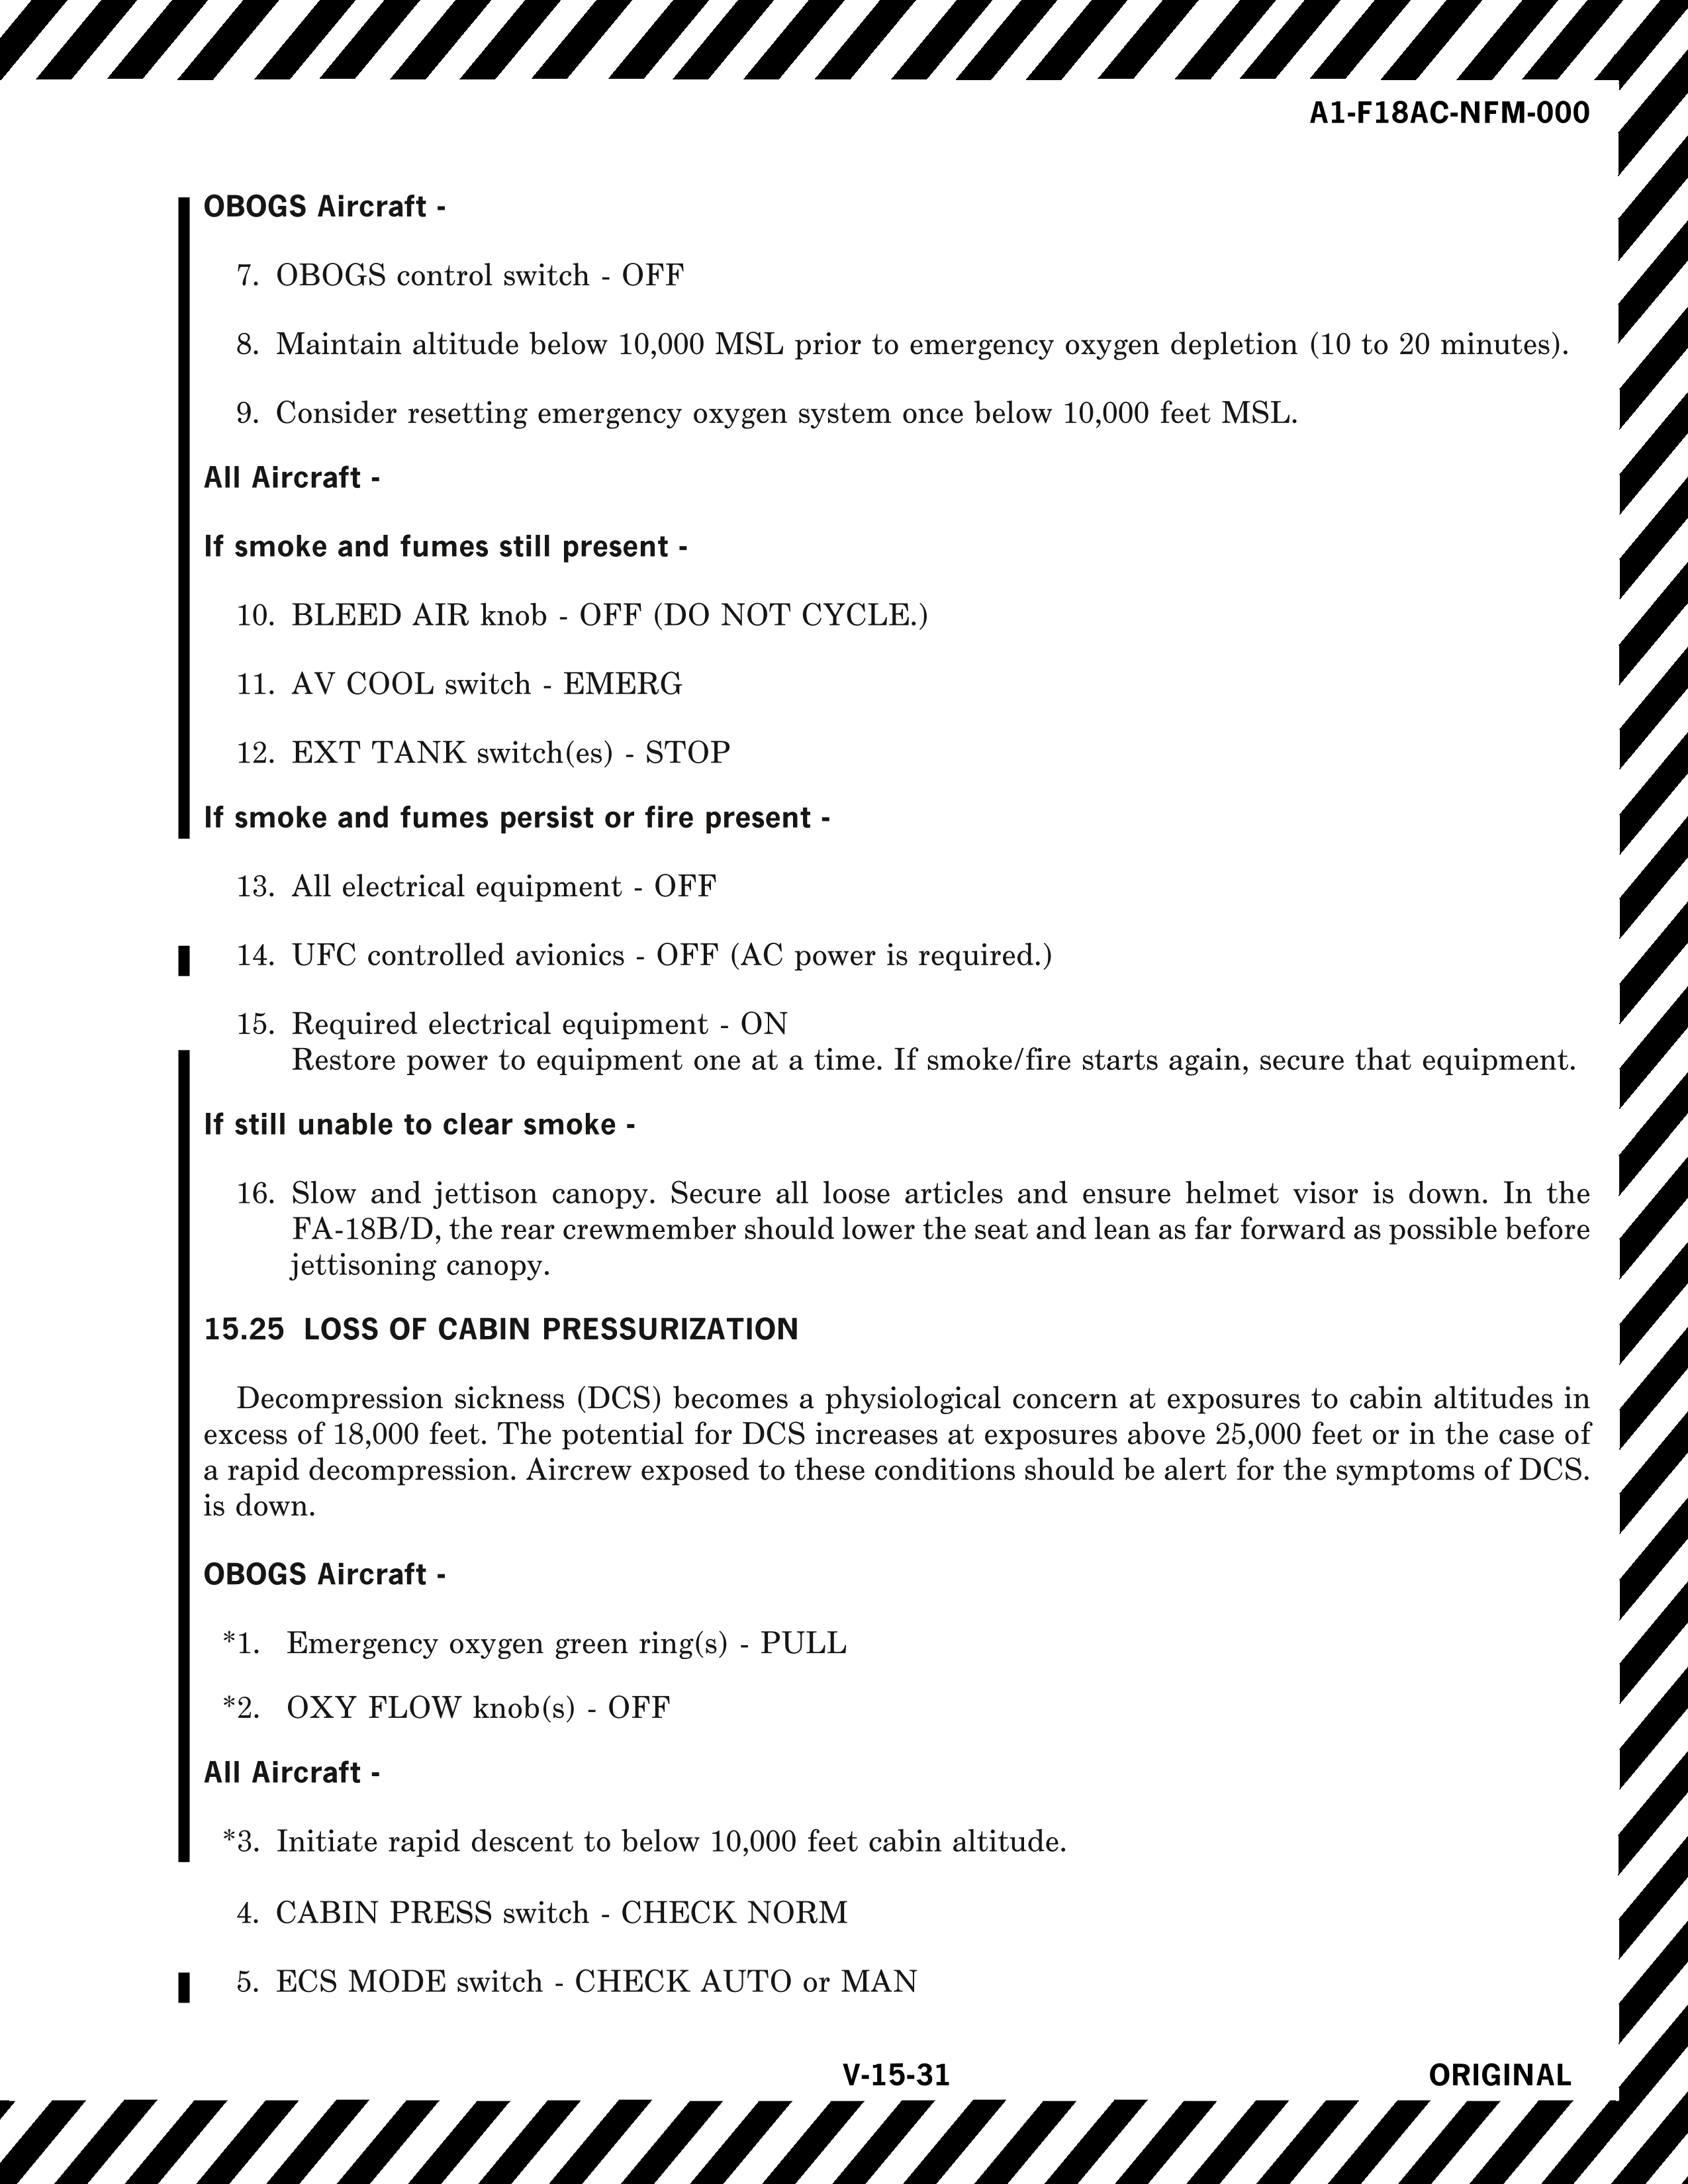 A1-F18AC-NFM-000
OBOGS Aircraft -
7. OBOGS control switch - OFF
8. Maintain altitude below 10,000 MSL prior to emergency oxygen depletion (10 to 20 minutes).
9. Consider resetting emergency oxygen system once below 10,000 feet MSL.
All Aircraft -
If smoke and fumes still present -
10. BLEED AIR knob - OFF (DO NOT CYCLE.)
11. AV COOL switch - EMERG
12. EXT TANK switch(es) - STOP
If smoke and fumes persist or fire present -
13. All electrical equipment - OFF
14. UFC controlled avionics - OFF (AC power is required.)
15. Required electrical equipment - ON
Restore power to equipment one at a time. If smoke/fire starts again, secure that equipment.
If still unable to clear smoke -
16. Slow and jettison canopy. Secure all loose articles and ensure helmet visor is down. In the
FA-18B/D, the rear crewmember should lower the seat and lean as far forward as possible before
jettisoning canopy.
15.25 LOSS OF CABIN PRESSURIZATION
Decompression sickness (DCS) becomes a physiological concern at exposures to cabin altitudes in
excess of 18,000 feet. The potential for DCS increases at exposures above 25,000 feet or in the case of
a rapid decompression. Aircrew exposed to these conditions should be alert for the symptoms of DCS.
is down.
OBOGS Aircraft -
*1. Emergency oxygen green ring(s) - PULL
*2. OXY FLOW knob(s) - OFF
All Aircraft -
*3. Initiate rapid descent to below 10,000 feet cabin altitude.
4. CABIN PRESS switch - CHECK NORM
5. ECS MODE switch - CHECK AUTO or MAN
V-15-31
ORIGINAL